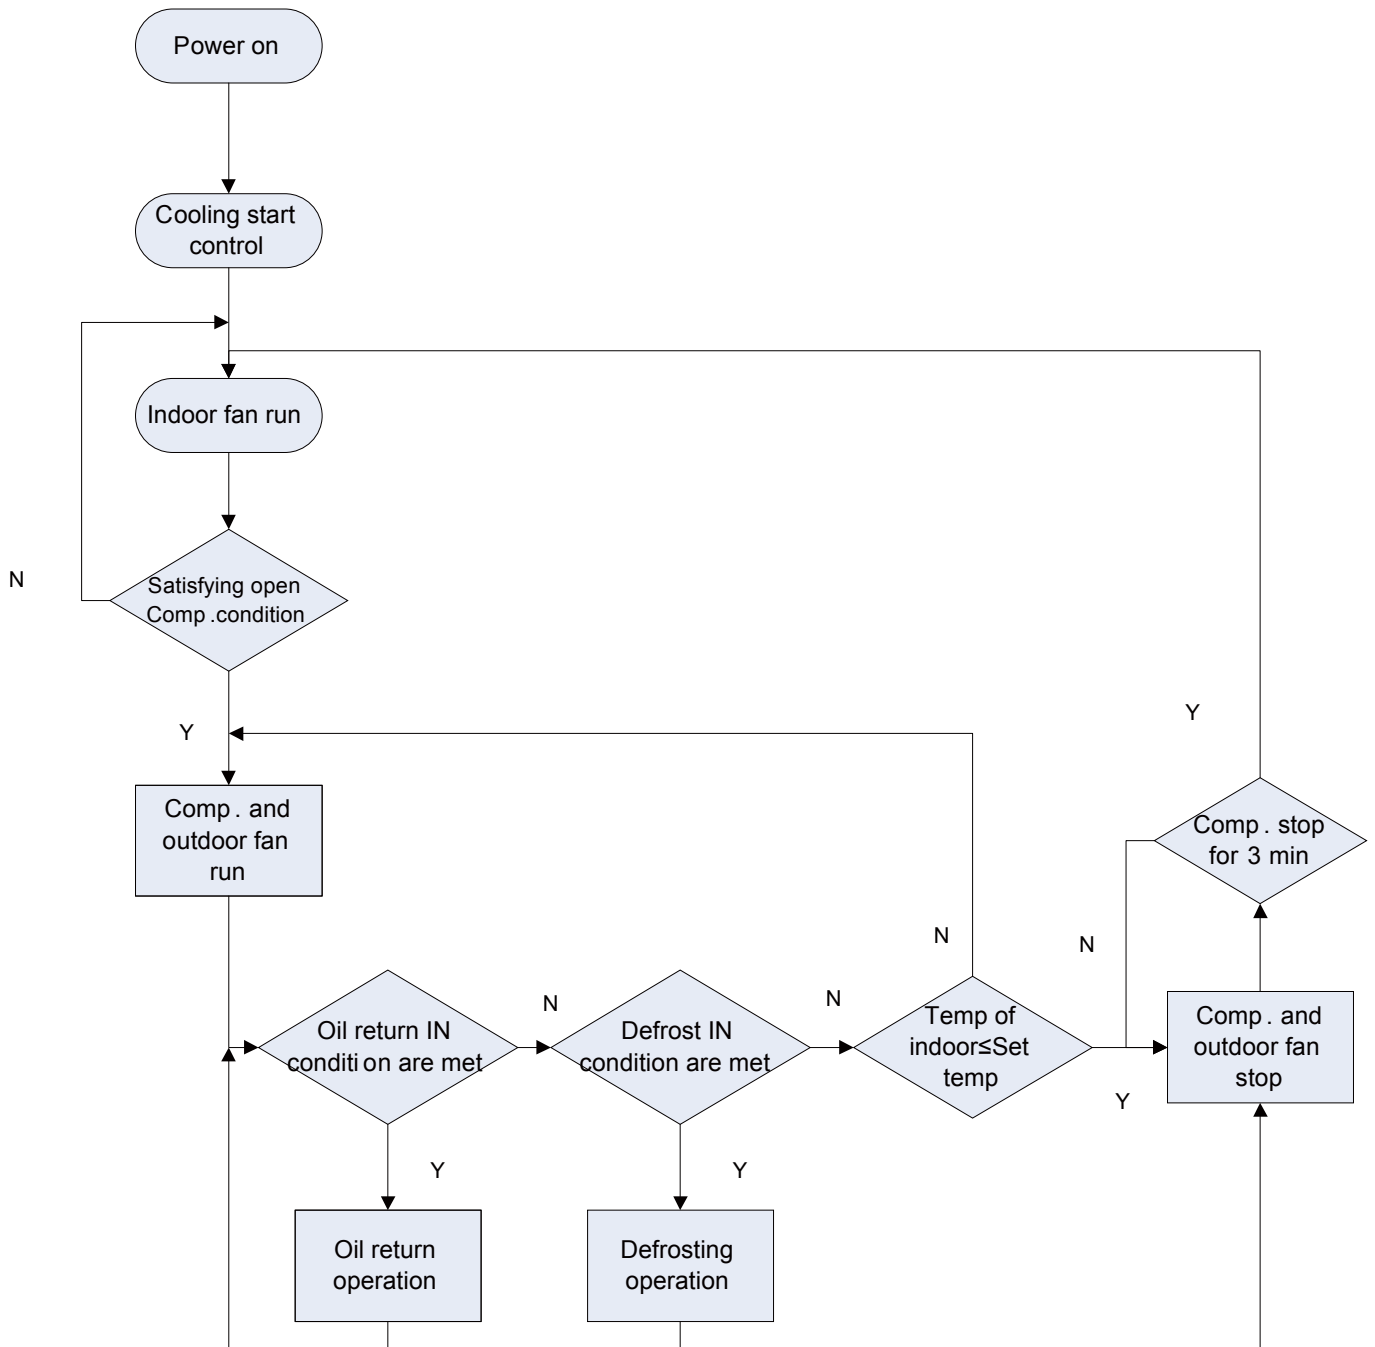 Power on
Cooling start
control
Indoor fan run
N
Satisfying open
Comp .condition
Y
Y
Comp . and
outdoor fan
run
Comp . stop
for 3 min
N
N
N
N
Oil return IN
condition are met
Defrost IN
condition are met
Temp of
indoor≤Set
temp
Comp . and
outdoor fan
stop
Y
Y
Y
Oil return
operation
Defrosting
operation